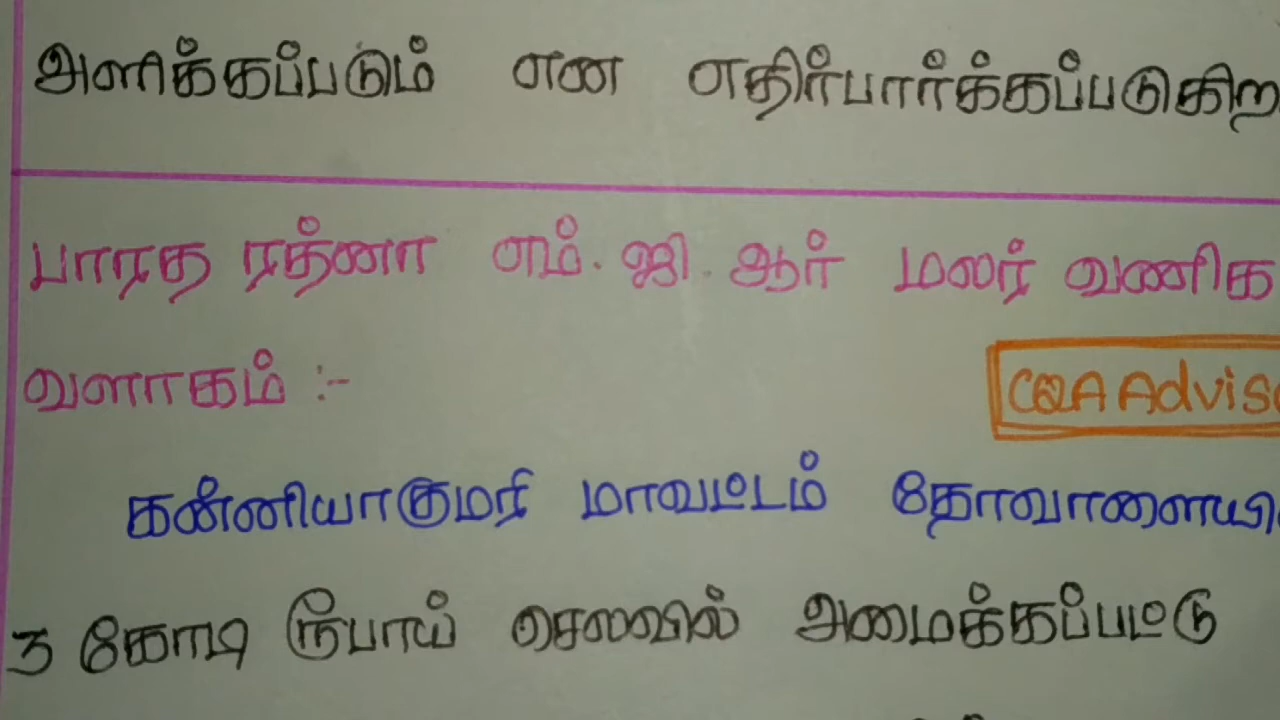 அளிக்கப்படும் என எதிர்பார்க்கப்படுகிற
பாரத ரத்னா எம்.ஜி.ஆர் மலர் வணிக
வளாகம் :-
CQA Advis
கன்னியாகுமரி மாவட்டம் தோவாளையி
3 கோடி ரூபாய் செலவில் அமைக்கப்பட்டு